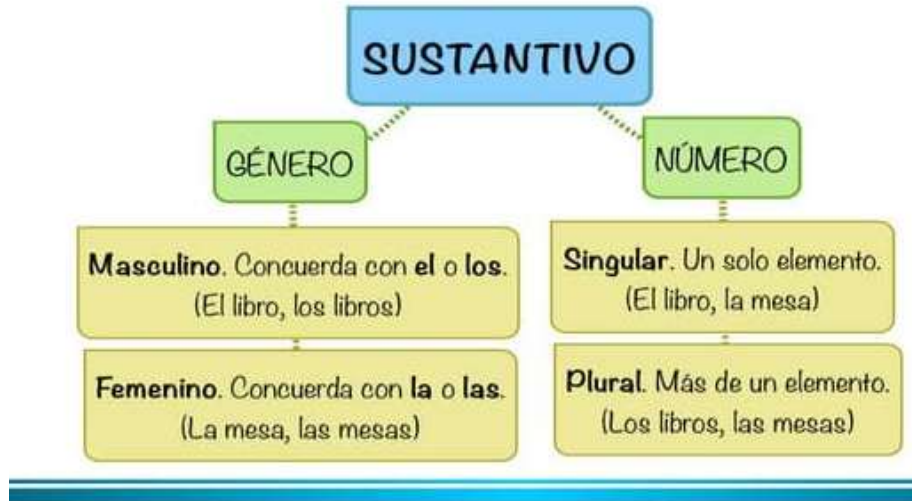 SUSTANTIVO
GÉNERO
Masculino. Concuerda con el o los.
(El libro, los libros)
Femenino. Concuerda con la o las.
(La mesa, las mesas)
NÚMERO
Singular. Un solo elemento.
(El libro, la mesa)
Plural. Más de un elemento.
(Los libros, las mesas)